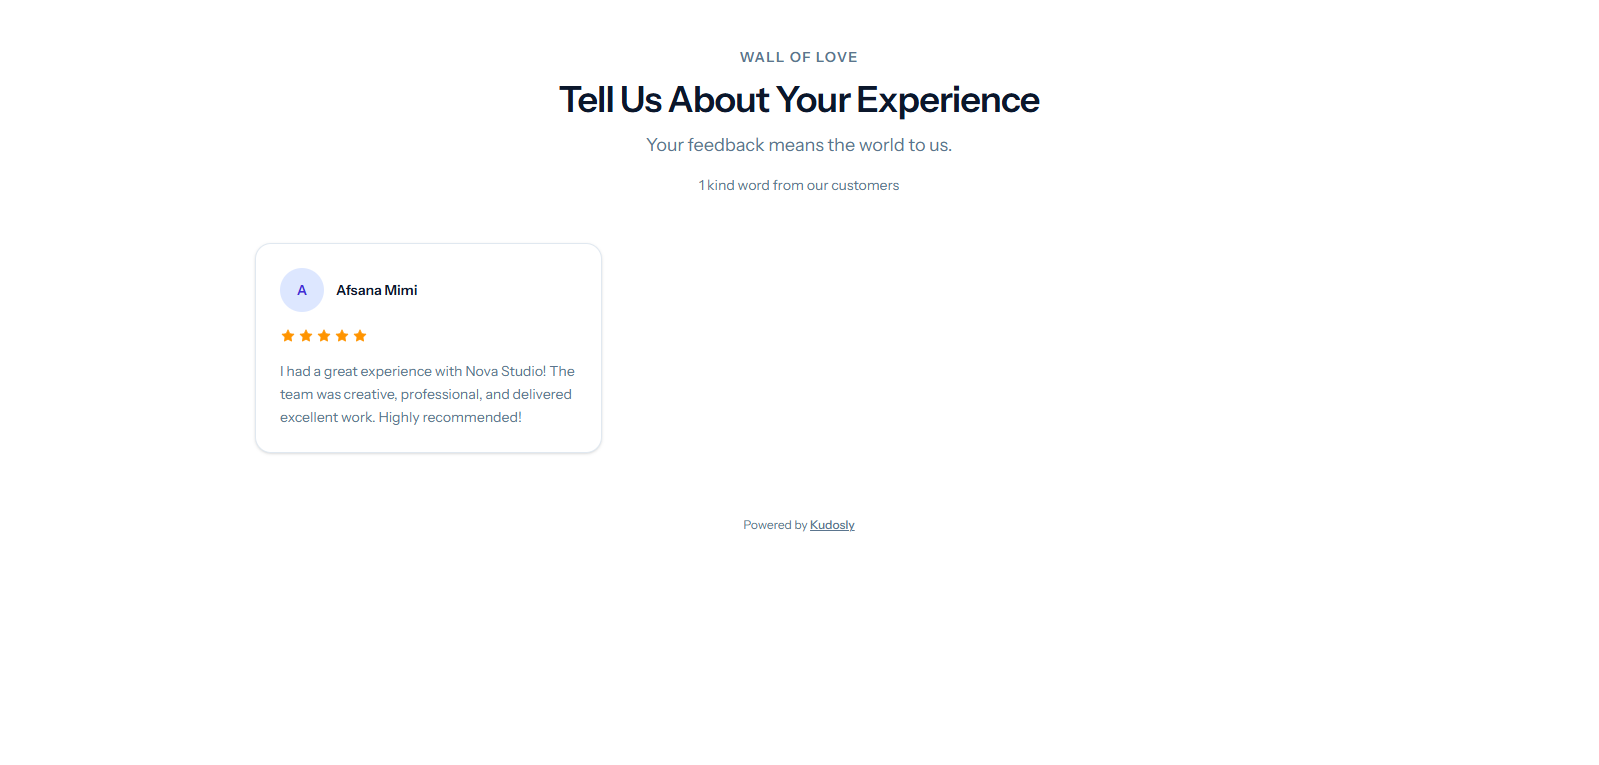 WALL OF LOVE
Tell Us About Your Experience
Your feedback means the world to us.
1 kind word from our customers
A
Afsana Mimi
I had a great experience with Nova Studio! The
team was creative, professional, and delivered
excellent work. Highly recommended!
Powered by Kudosly